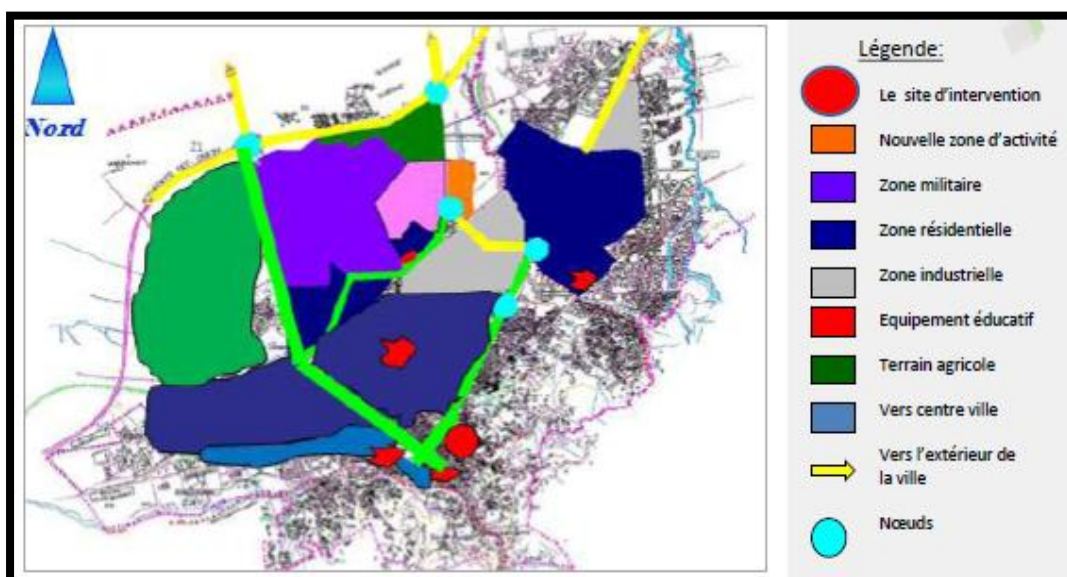 Nord
Légende:
Le site d'intervention
Nouvelle zone d'activité
Zone militaire
Zone résidentielle
Zone industrielle
Equipement éducatif
Terrain agricole
Vers centre ville
Vers l'extérieur de
la ville
Nœuds